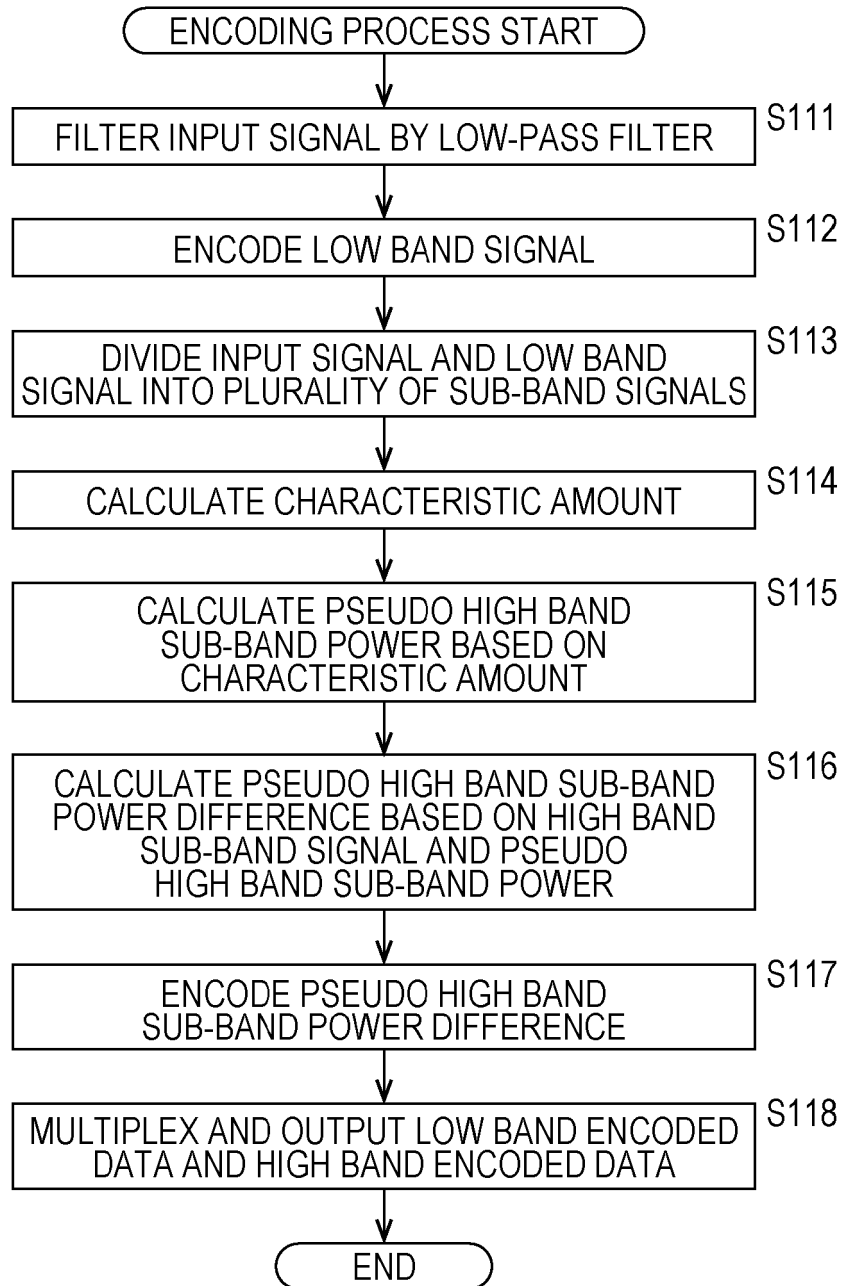 ENCODING PROCESS START
S111
FILTER INPUT SIGNAL BY LOW-PASS FILTER
S112
ENCODE LOW BAND SIGNAL
S113
DIVIDE INPUT SIGNAL AND LOW BAND
SIGNAL INTO PLURALITY OF SUB-BAND SIGNALS
S114
CALCULATE CHARACTERISTIC AMOUNT
S115
CALCULATE PSEUDO HIGH BAND
SUB-BAND POWER BASED ON
CHARACTERISTIC AMOUNT
S116
CALCULATE PSEUDO HIGH BAND SUB-BAND
POWER DIFFERENCE BASED ON HIGH BAND
SUB-BAND SIGNAL AND PSEUDO
HIGH BAND SUB-BAND POWER
S117
ENCODE PSEUDO HIGH BAND
SUB-BAND POWER DIFFERENCE
S118
MULTIPLEX AND OUTPUT LOW BAND ENCODED
DATA AND HIGH BAND ENCODED DATA
END